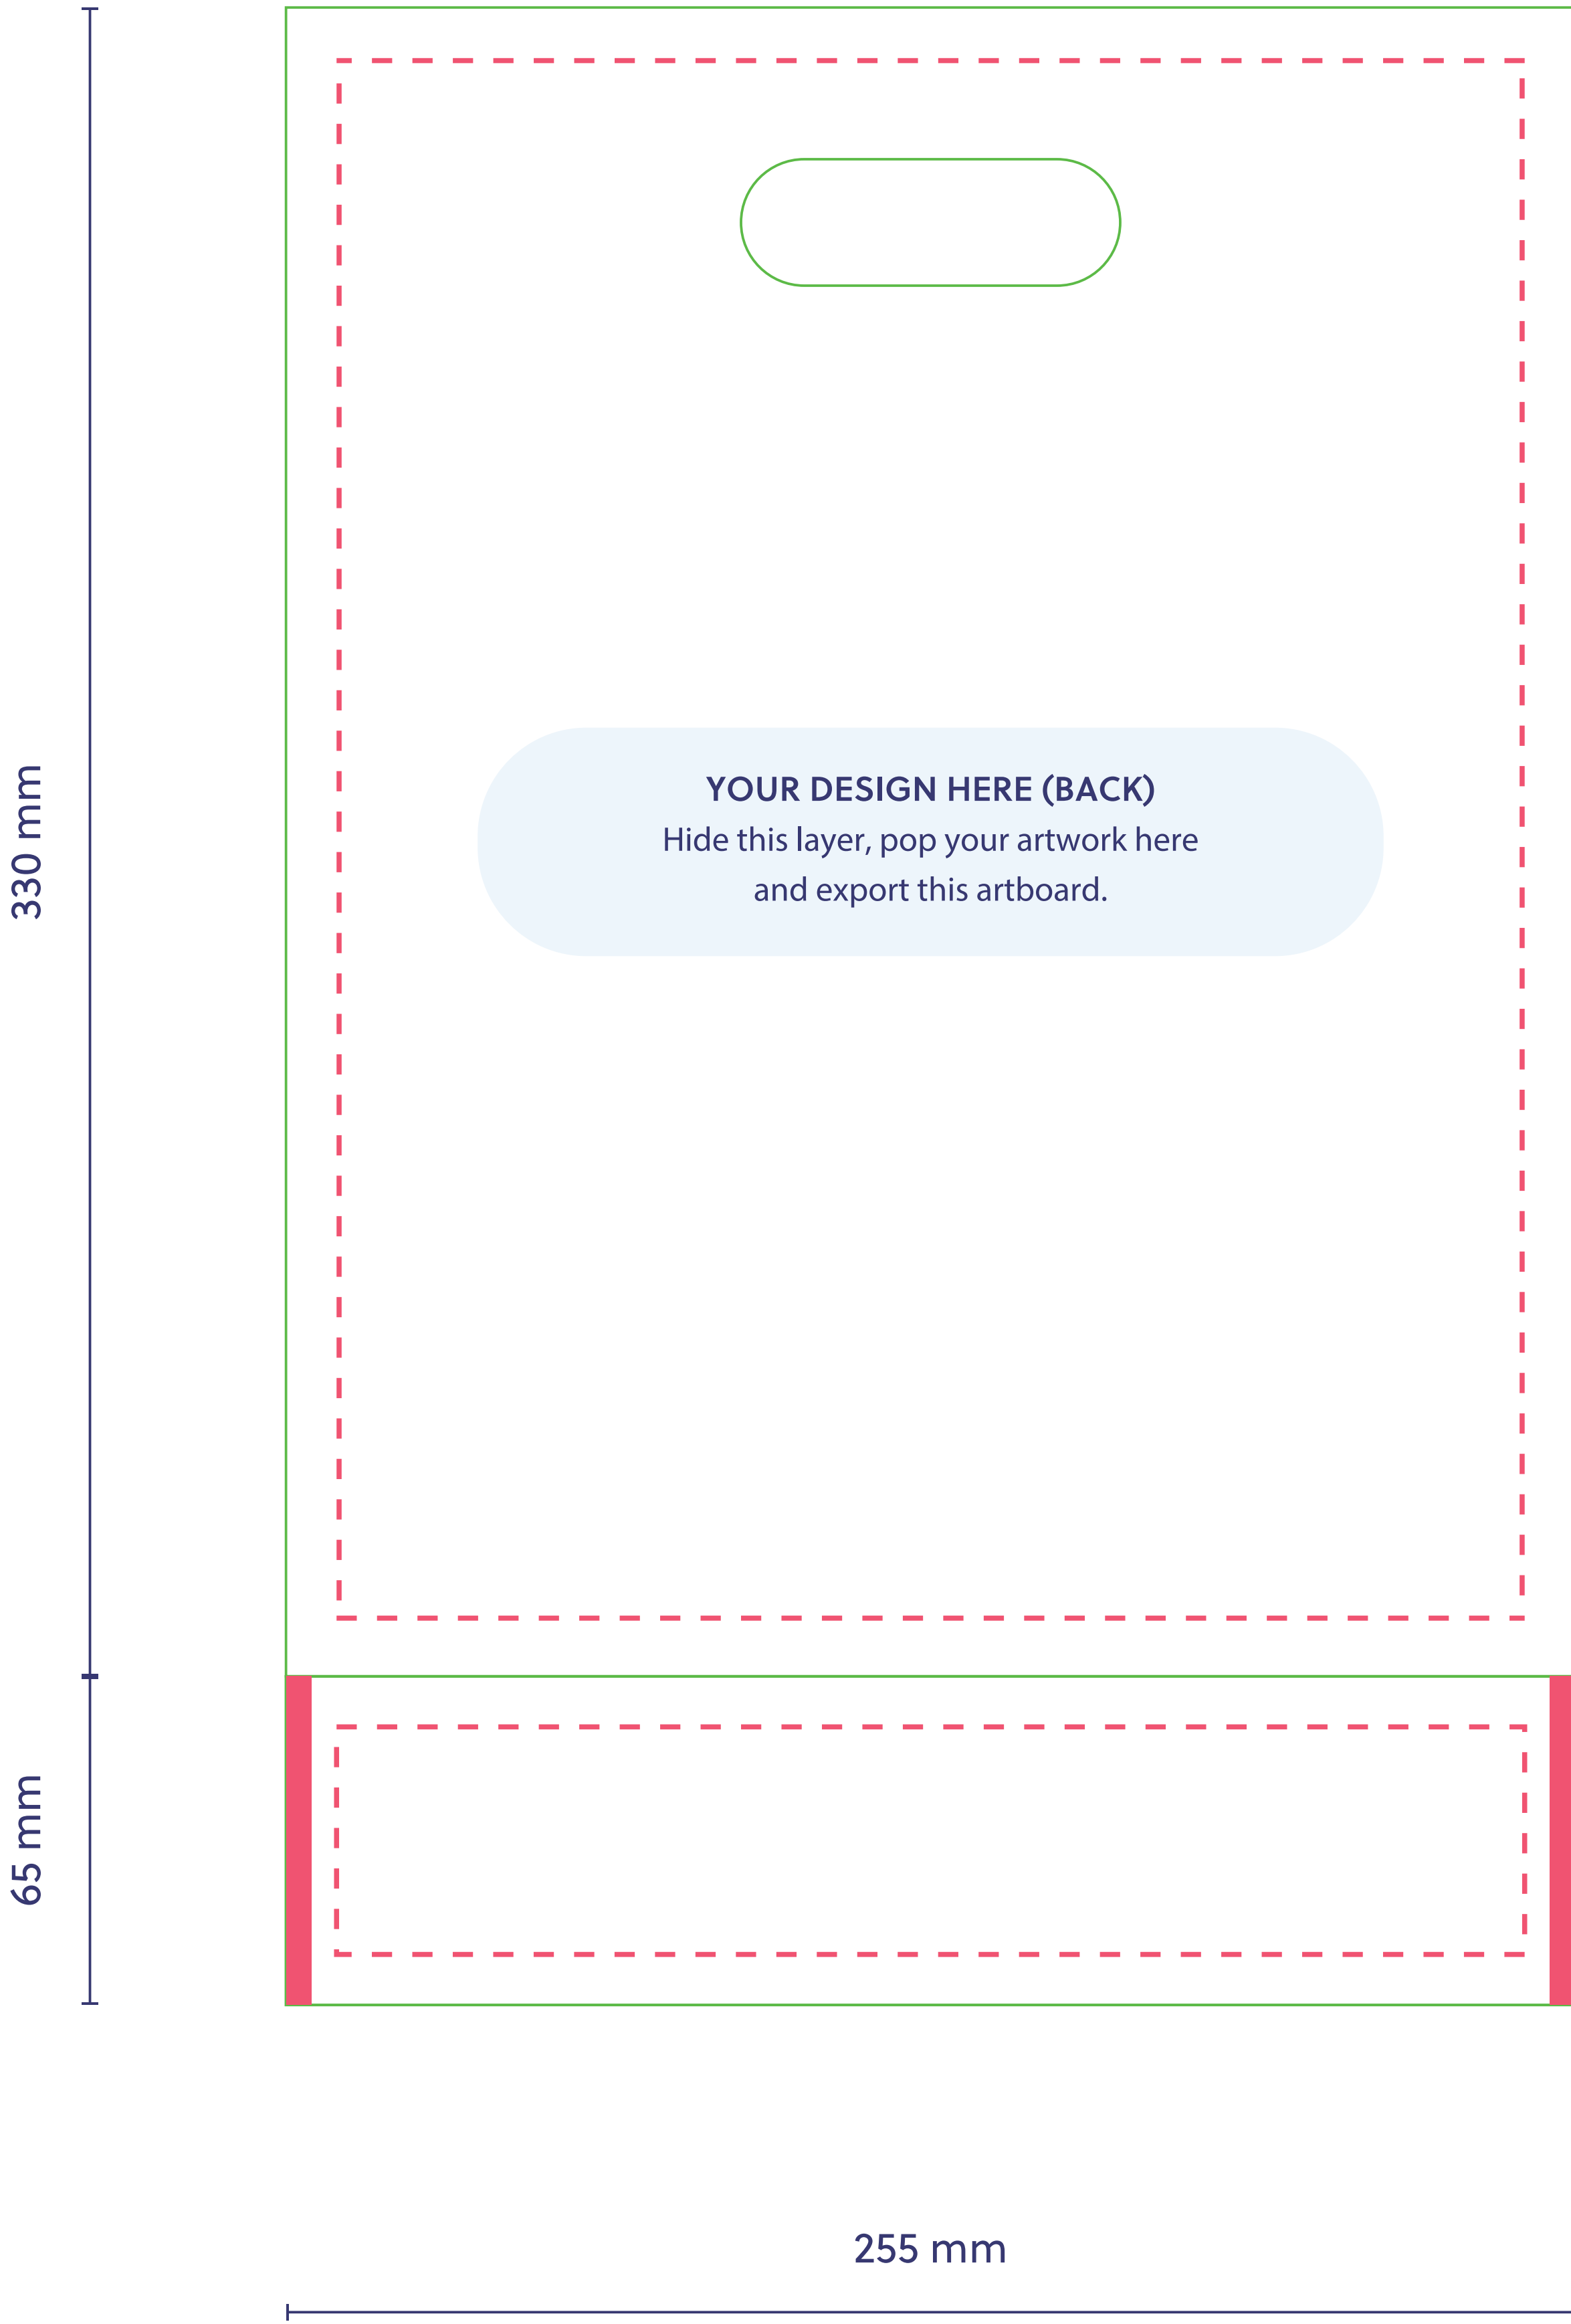 330 mm
YOUR DESIGN HERE (BACK)
Hide this layer, pop your artwork here
and export this artboard.
65 mm
255 mm